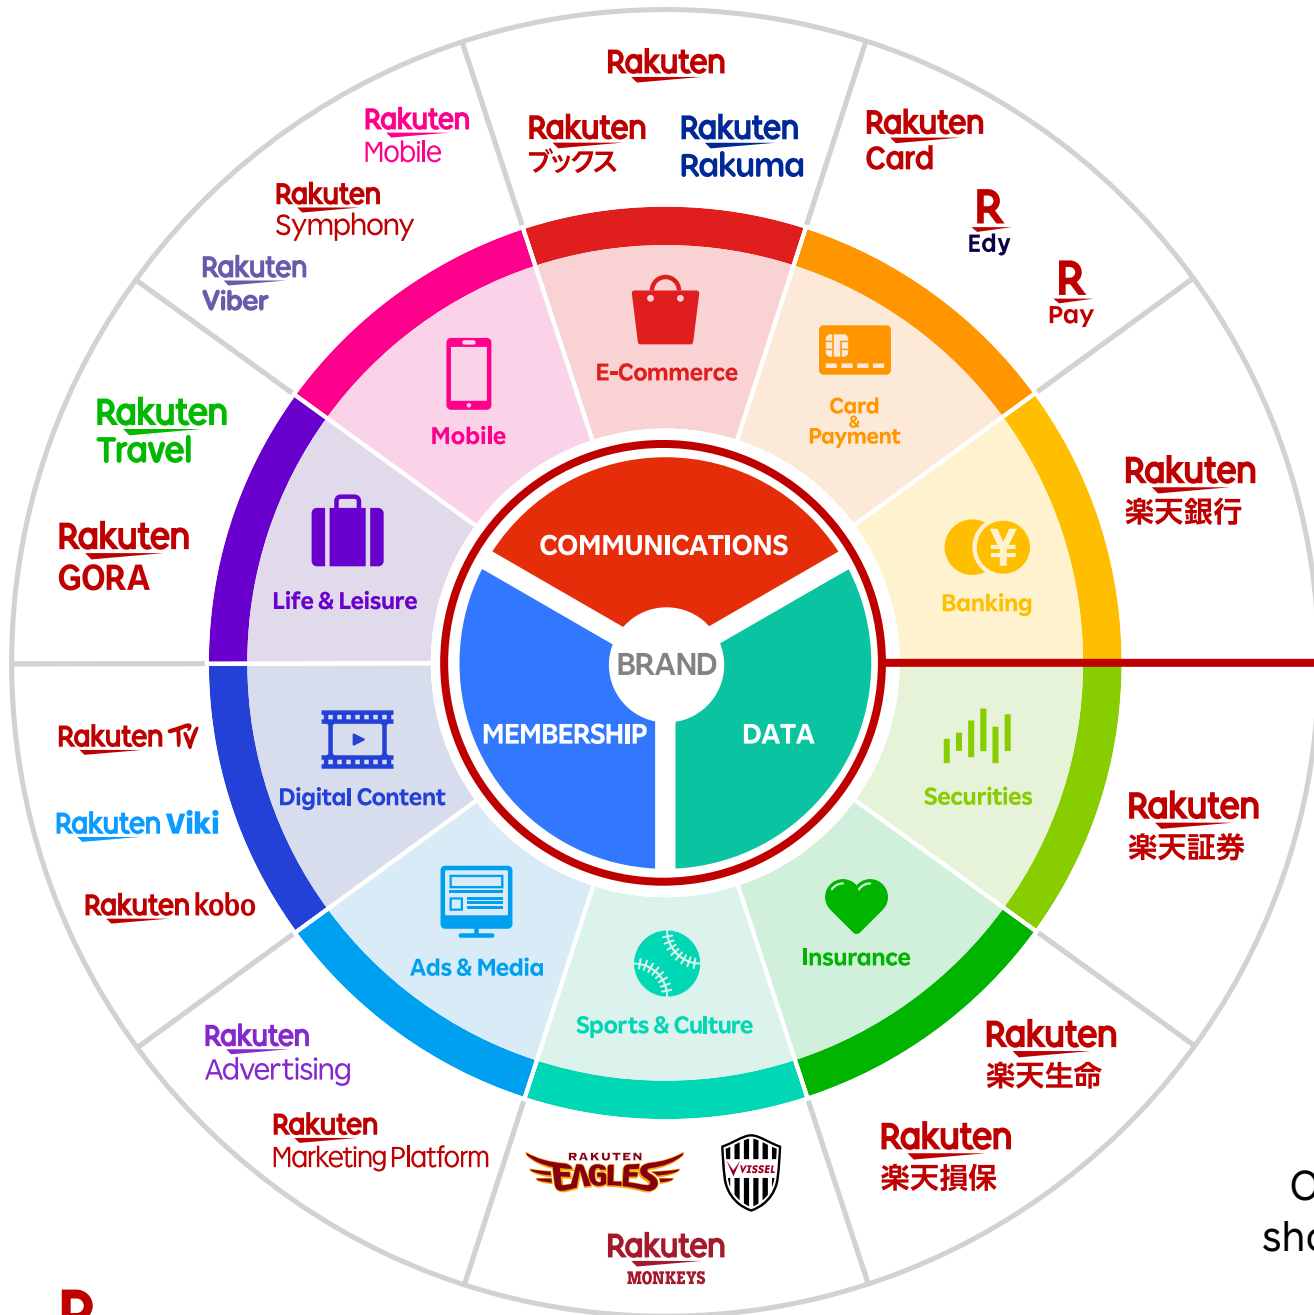 Rakuten
Rakuten
ブックス
Rakuten
Rakuma
Rakuten
Card
R
Edy
R
Pay
Rakuten
Mobile
Rakuten
Symphony
Rakuten
Viber
E-Commerce
Card
&
Payment
Mobile
Rakuten
Travel
Rakuten
GORA
Life & Leisure
Banking
¥
Rakuten
楽天銀行
COMMUNICATIONS
BRAND
MEMBERSHIP
DATA
Rakuten TV
Rakuten Viki
Rakuten kobo
Digital Content
Securities
Rakuten
楽天証券
Ads & Media
Sports & Culture
Insurance
Rakuten
Advertising
Rakuten
Marketing Platform
RAKUTEN
EAGLES
VISSEL
Rakuten
MONKEYS
Rakuten
楽天生命
Rakuten
楽天損保
R